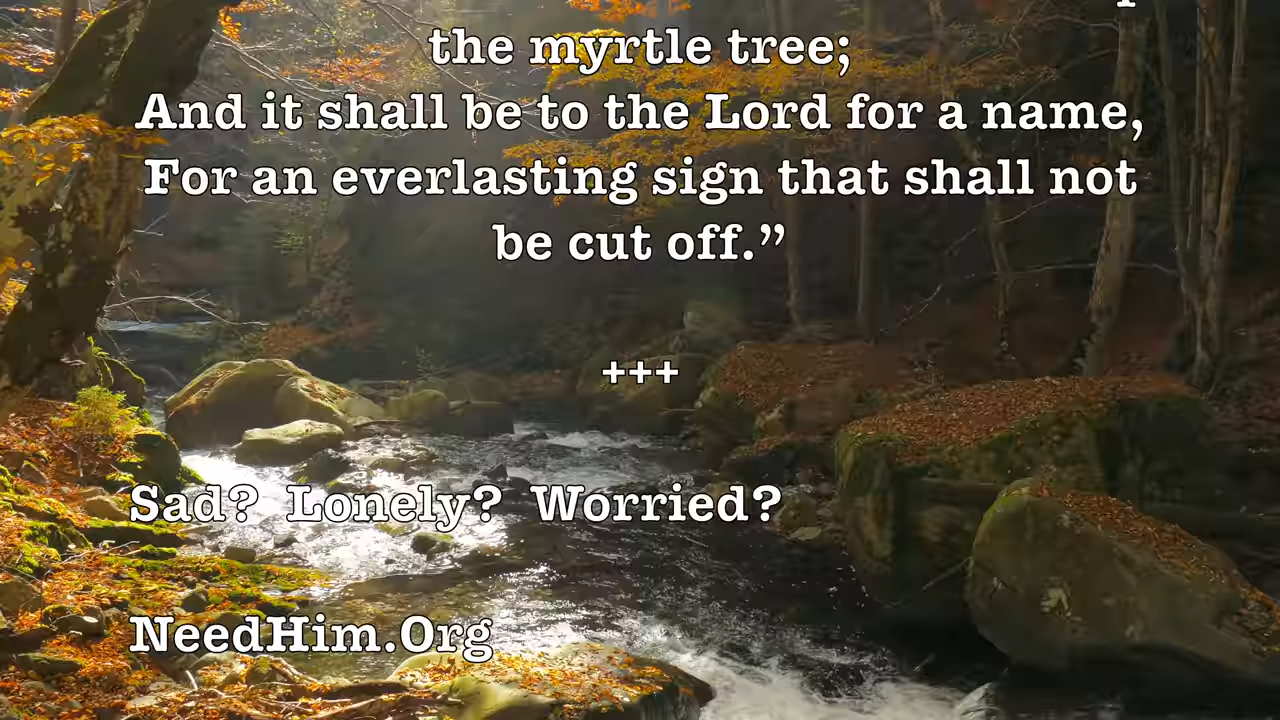 the myrtle tree;
And it shall be to the Lord for a name,
For an everlasting sign that shall not
be cut off.”
+++
Sad?  Lonely?  Worried?
NeedHim.Org